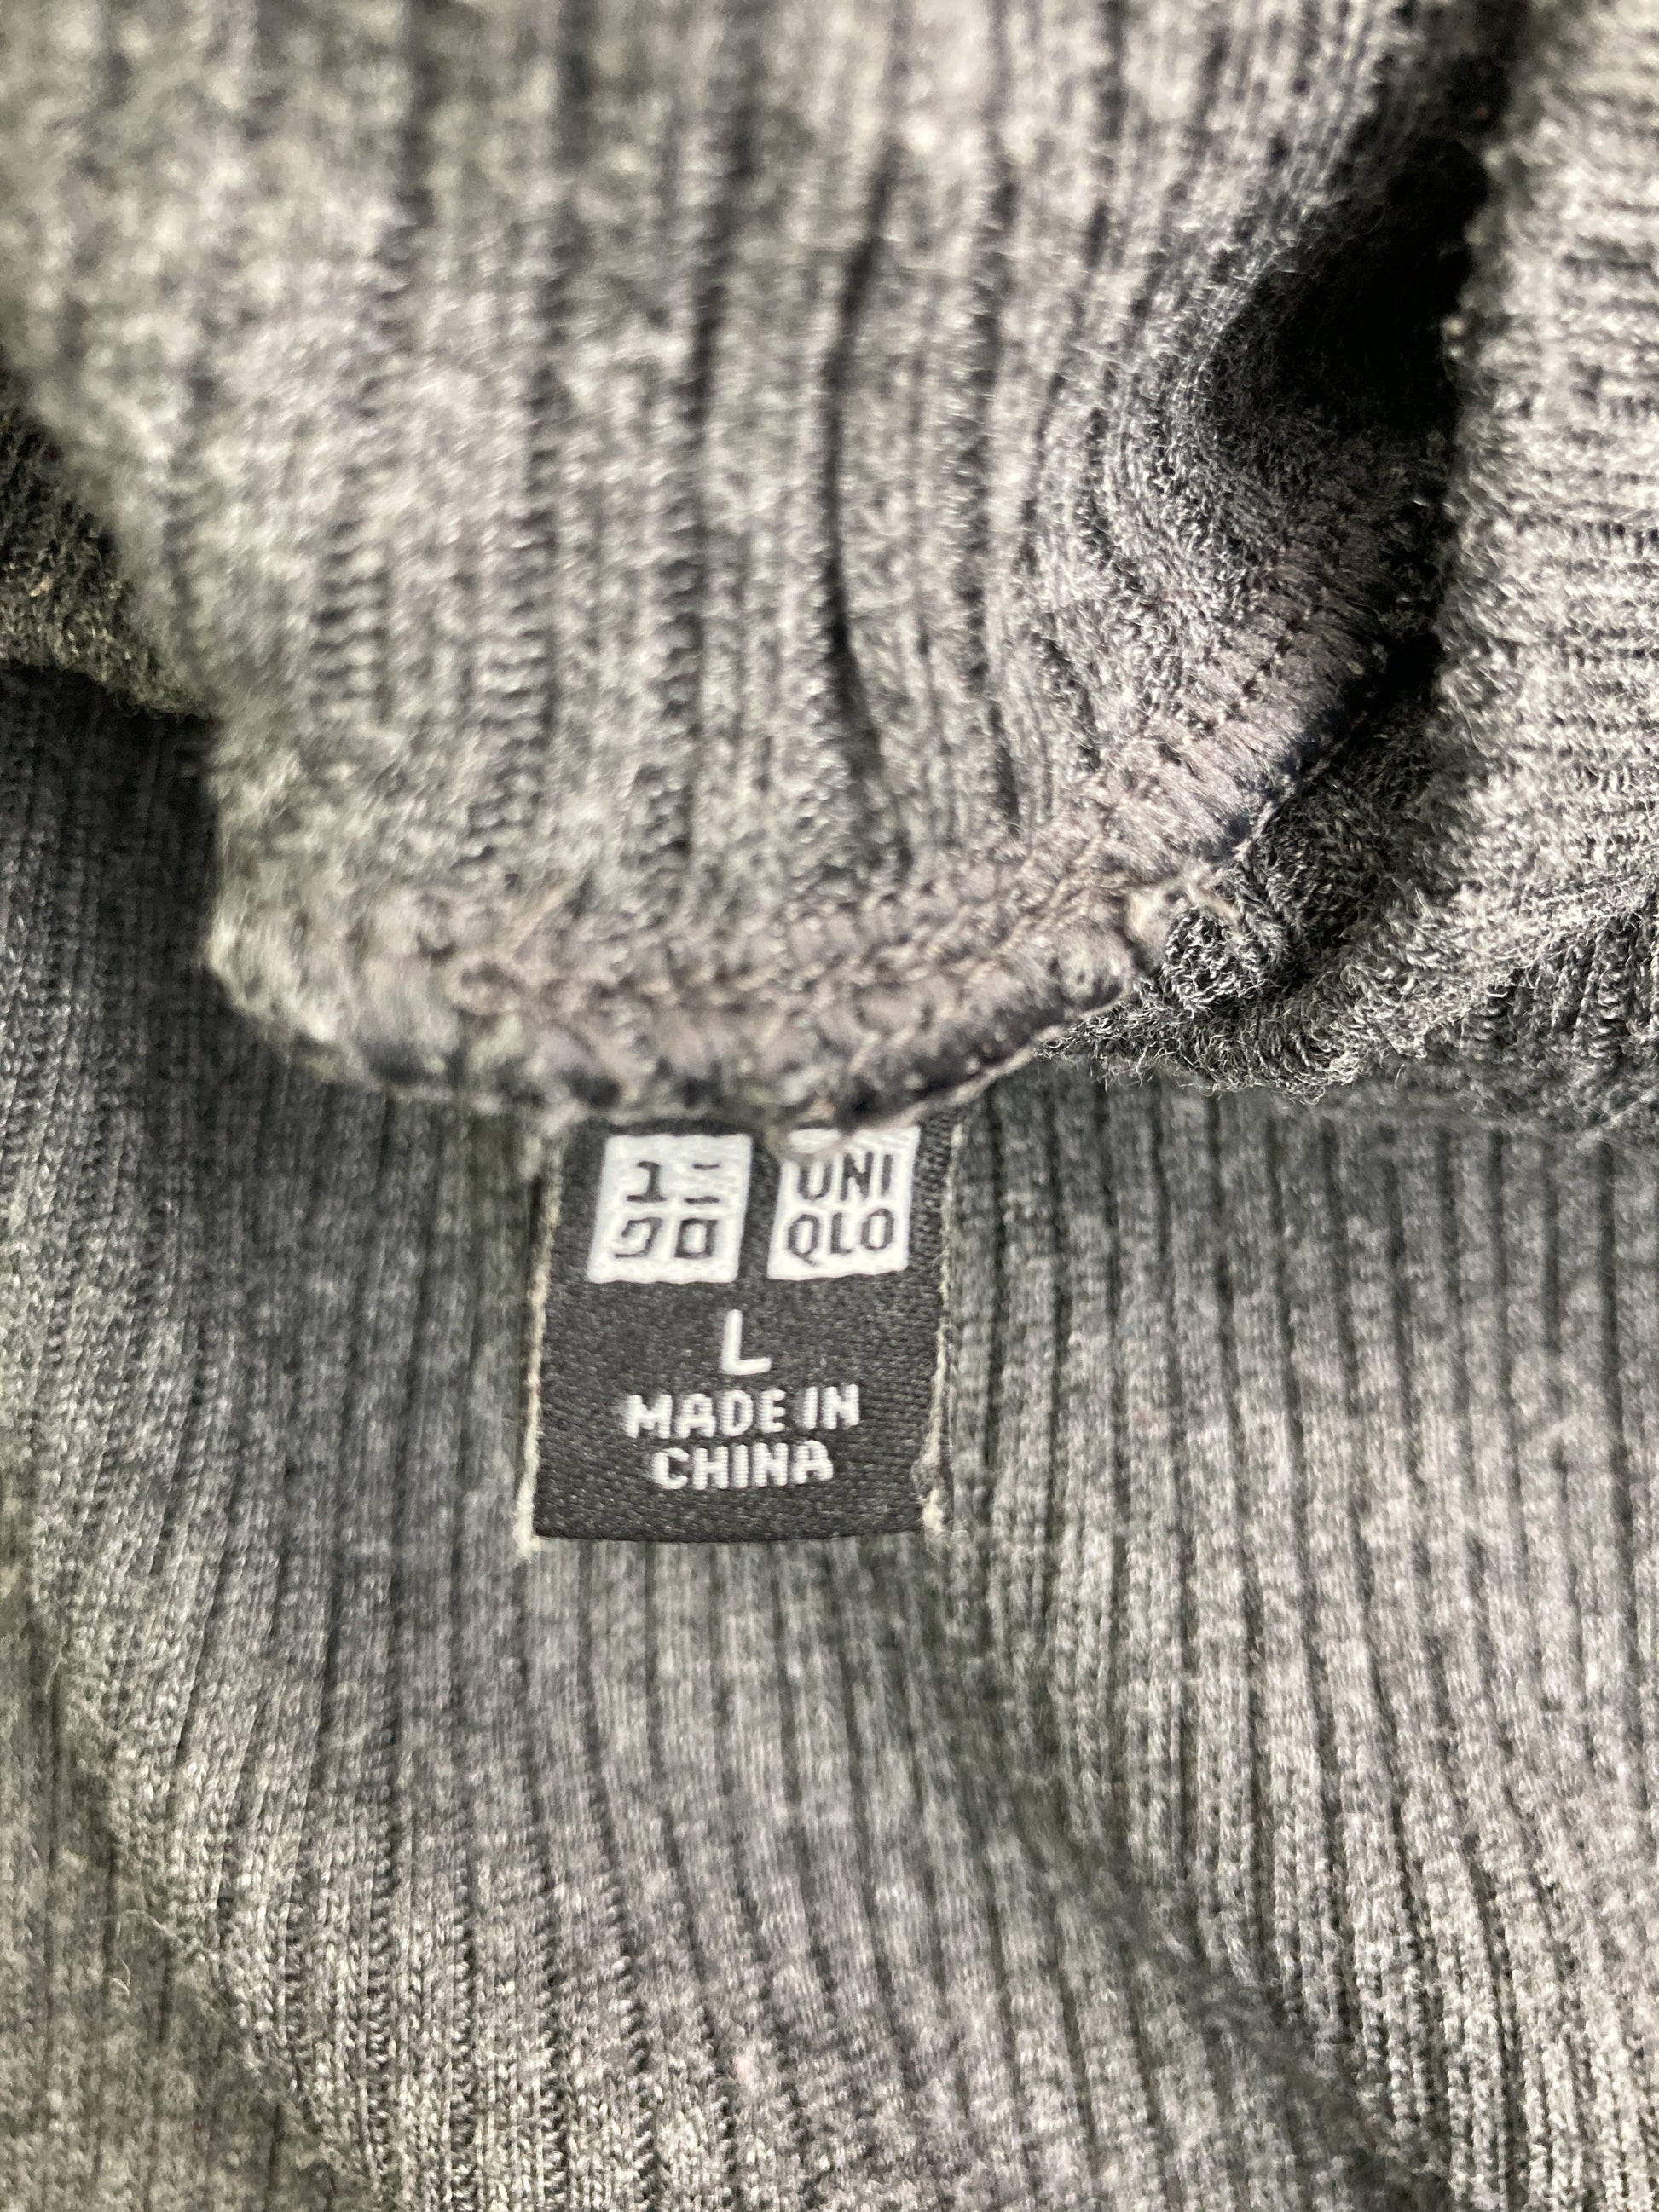 ユニ UNI
クロ QLO
L
MADE IN
CHINA